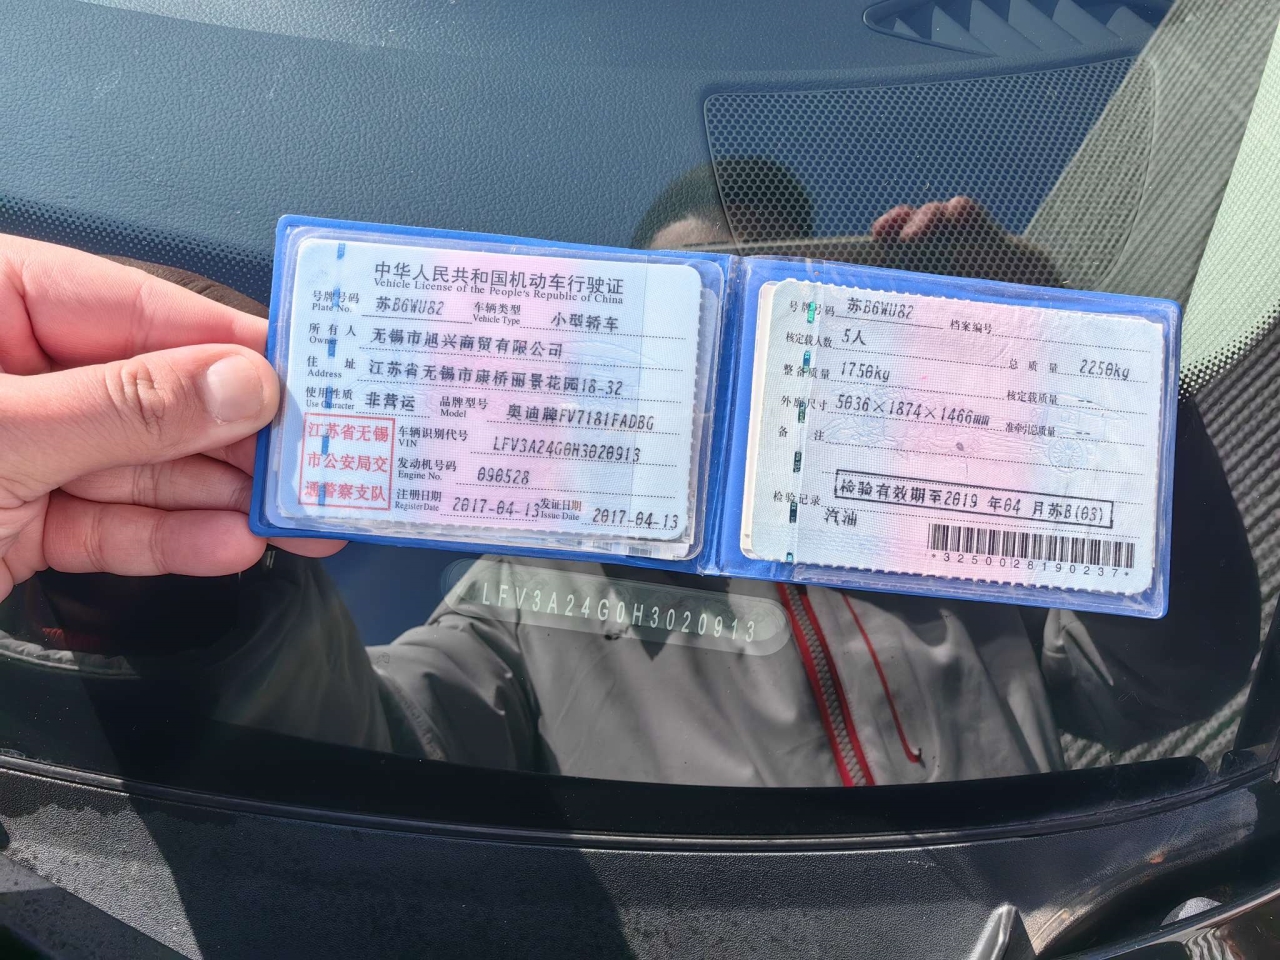 中华人民共和国机动车行驶证
Vehicle License of the People's Republic of China
号牌号码 Plate No. 苏B6WU82 车辆类型 Vehicle Type 小型轿车
所有人 Owner 无锡市旭兴商贸有限公司
住址 Address 江苏省无锡市康桥丽景花园18-32
使用性质 Use Character 非营运 品牌型号 Model 奥迪牌FV7181FADBG
江苏省无锡
市公安局交
通警察支队
车辆识别代号 VIN LFV3A24G0H3020913
发动机号码 Engine No. 090528
注册日期 Register Date 2017-04-13 发证日期 Issue Date 2017-04-13
号牌号码 苏B6WU82 档案编号
核定载人数 5人 总质量 2250kg
整备质量 1750kg 核定载质量 --
外廓尺寸 5036×1874×1466mm 准牵引总质量 --
备注
检验记录 检验有效期至2019年04月苏B(03)
汽油
*3250028190237*
LFV3A24G0H3020913